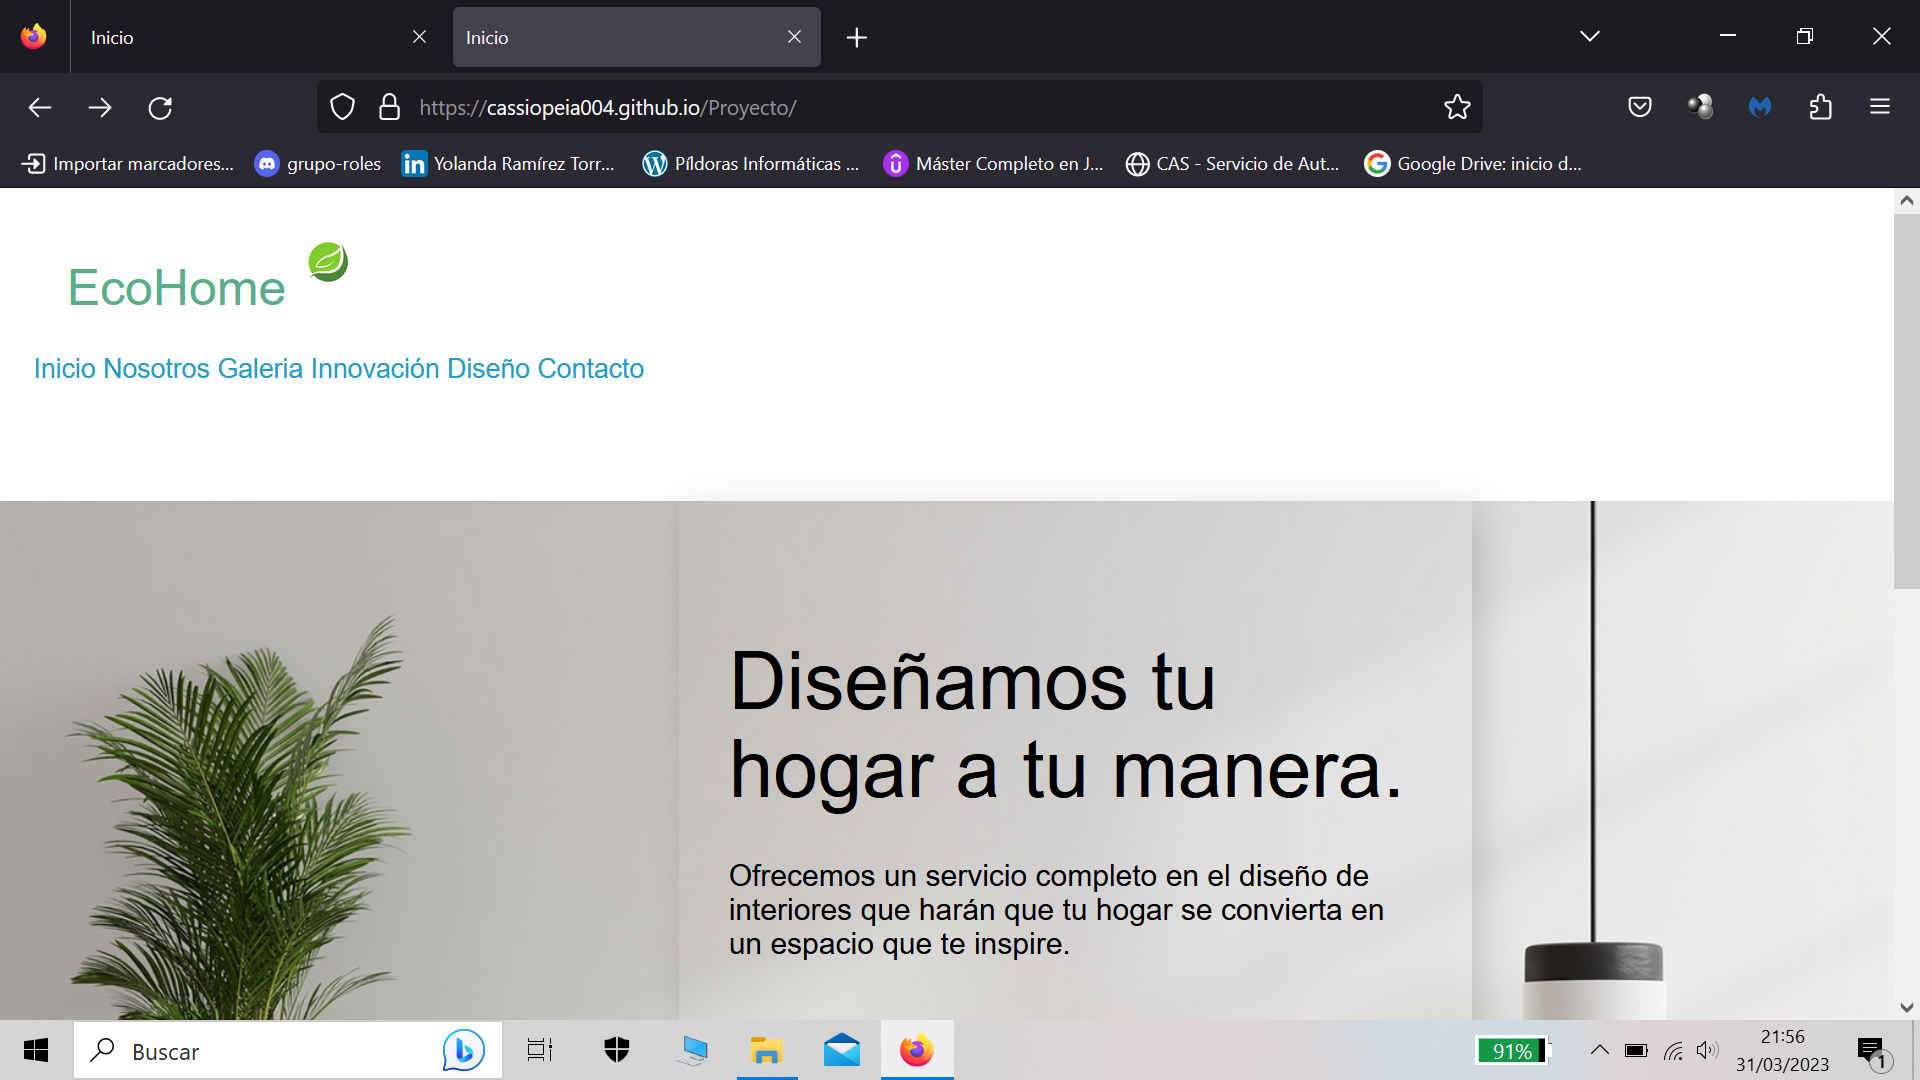 Inicio
Inicio
https://cassiopeia004.github.io/Proyecto/
Importar marcadores...
grupo-roles
Yolanda Ramírez Torr...
Píldoras Informáticas ...
Máster Completo en J...
CAS - Servicio de Aut...
Google Drive: inicio d...
EcoHome
Inicio Nosotros Galeria Innovación Diseño Contacto
Diseñamos tu
hogar a tu manera.
Ofrecemos un servicio completo en el diseño de
interiores que harán que tu hogar se convierta en
un espacio que te inspire.
Buscar
91%
21:56
31/03/2023
1